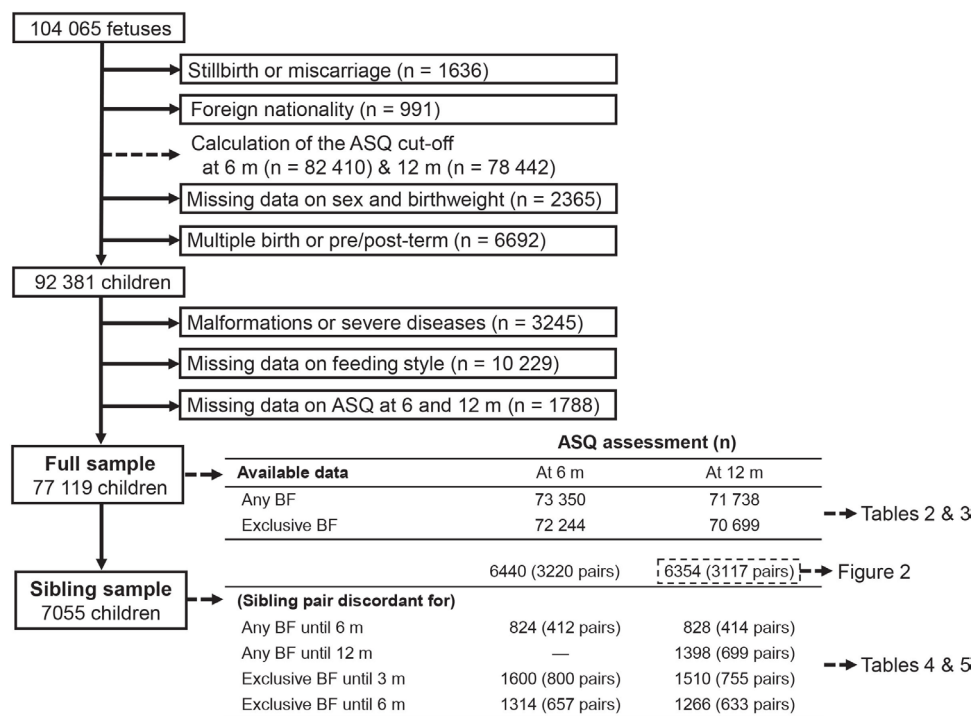 104 065 fetuses
Stillbirth or miscarriage (n = 1636)
Foreign nationality (n = 991)
Calculation of the ASQ cut-off
at 6 m (n = 82 410) & 12 m (n = 78 442)
Missing data on sex and birthweight (n = 2365)
Multiple birth or pre/post-term (n = 6692)
92 381 children
Malformations or severe diseases (n = 3245)
Missing data on feeding style (n = 10 229)
Missing data on ASQ at 6 and 12 m (n = 1788)
Full sample
77 119 children
ASQ assessment (n)
Available data At 6 m At 12 m
Any BF 73 350 71 738
Exclusive BF 72 244 70 699
Tables 2 & 3
Sibling sample
7055 children
6440 (3220 pairs) 6354 (3117 pairs) Figure 2
(Sibling pair discordant for)
Any BF until 6 m 824 (412 pairs) 828 (414 pairs)
Any BF until 12 m — 1398 (699 pairs)
Exclusive BF until 3 m 1600 (800 pairs) 1510 (755 pairs)
Exclusive BF until 6 m 1314 (657 pairs) 1266 (633 pairs)
Tables 4 & 5